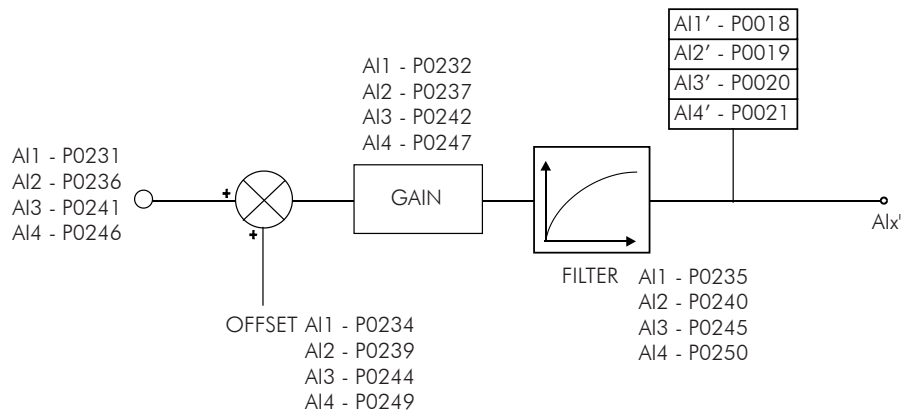 AI1' - P0018
AI2' - P0019
AI3' - P0020
AI4' - P0021
AI1 - P0232
AI2 - P0237
AI3 - P0242
AI4 - P0247
AI1 - P0231
AI2 - P0236
AI3 - P0241
AI4 - P0246
+
+
GAIN
AIx'
FILTER
AI1 - P0235
AI2 - P0240
AI3 - P0245
AI4 - P0250
OFFSET AI1 - P0234
AI2 - P0239
AI3 - P0244
AI4 - P0249